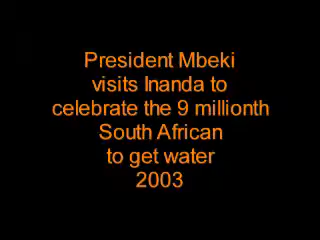 President Mbeki
visits Inanda to
celebrate the 9 millionth
South African
to get water
2003